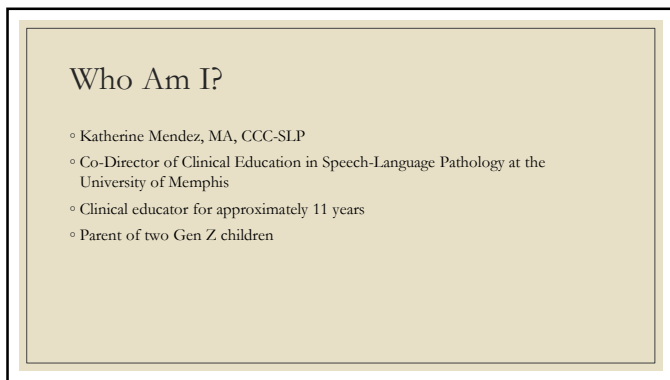 Who Am I?
◦ Katherine Mendez, MA, CCC-SLP
◦ Co-Director of Clinical Education in Speech-Language Pathology at the
University of Memphis
◦ Clinical educator for approximately 11 years
◦ Parent of two Gen Z children